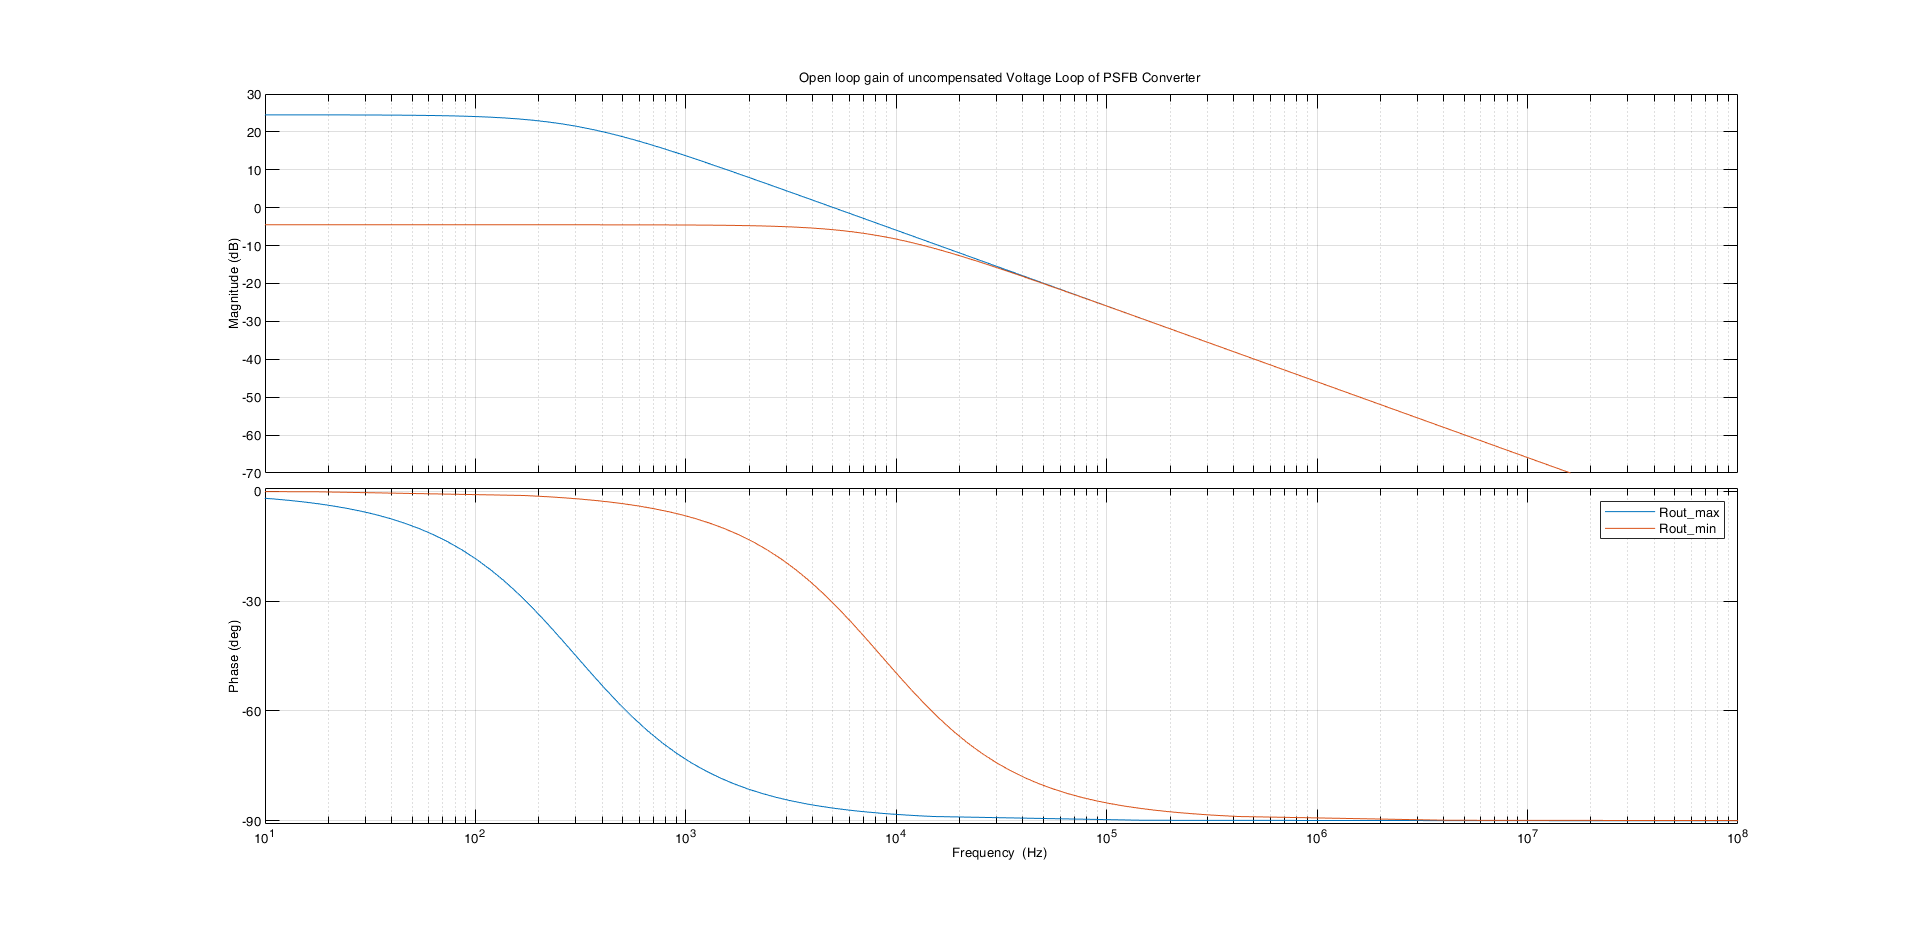 Open loop gain of uncompensated Voltage Loop of PSFB Converter
Magnitude (dB)
30
20
10
0
-10
-20
-30
-40
-50
-60
-70
Phase (deg)
0
-30
-60
-90
Rout_max
Rout_min
10^1 10^2 10^3 10^4 10^5 10^6 10^7 10^8
Frequency (Hz)